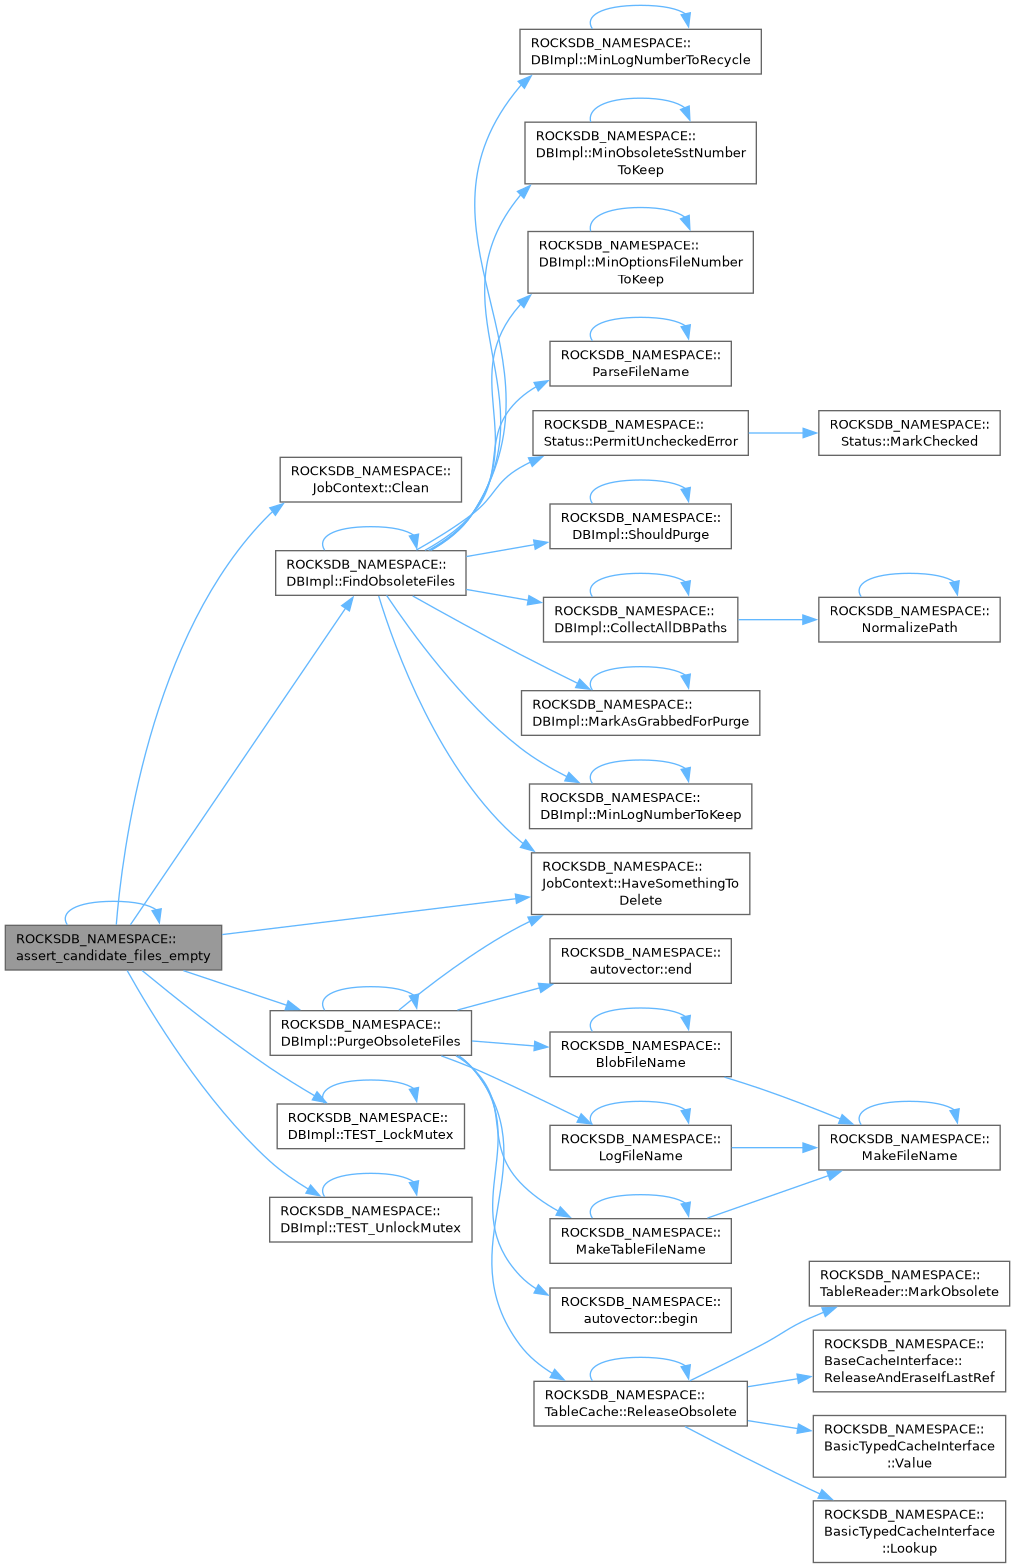 ROCKSDB_NAMESPACE::
DBImpl::MinLogNumberToRecycle
ROCKSDB_NAMESPACE::
DBImpl::MinObsoleteSstNumber
ToKeep
ROCKSDB_NAMESPACE::
DBImpl::MinOptionsFileNumber
ToKeep
ROCKSDB_NAMESPACE::
ParseFileName
ROCKSDB_NAMESPACE::
Status::PermitUncheckedError
ROCKSDB_NAMESPACE::
Status::MarkChecked
ROCKSDB_NAMESPACE::
JobContext::Clean
ROCKSDB_NAMESPACE::
DBImpl::ShouldPurge
ROCKSDB_NAMESPACE::
DBImpl::FindObsoleteFiles
ROCKSDB_NAMESPACE::
DBImpl::CollectAllDBPaths
ROCKSDB_NAMESPACE::
NormalizePath
ROCKSDB_NAMESPACE::
DBImpl::MarkAsGrabbedForPurge
ROCKSDB_NAMESPACE::
DBImpl::MinLogNumberToKeep
ROCKSDB_NAMESPACE::
JobContext::HaveSomethingTo
Delete
ROCKSDB_NAMESPACE::
assert_candidate_files_empty
ROCKSDB_NAMESPACE::
autovector::end
ROCKSDB_NAMESPACE::
DBImpl::PurgeObsoleteFiles
ROCKSDB_NAMESPACE::
BlobFileName
ROCKSDB_NAMESPACE::
DBImpl::TEST_LockMutex
ROCKSDB_NAMESPACE::
LogFileName
ROCKSDB_NAMESPACE::
MakeFileName
ROCKSDB_NAMESPACE::
DBImpl::TEST_UnlockMutex
ROCKSDB_NAMESPACE::
MakeTableFileName
ROCKSDB_NAMESPACE::
TableReader::MarkObsolete
ROCKSDB_NAMESPACE::
autovector::begin
ROCKSDB_NAMESPACE::
BaseCacheInterface::
ReleaseAndEraseIfLastRef
ROCKSDB_NAMESPACE::
TableCache::ReleaseObsolete
ROCKSDB_NAMESPACE::
BasicTypedCacheInterface
::Value
ROCKSDB_NAMESPACE::
BasicTypedCacheInterface
::Lookup